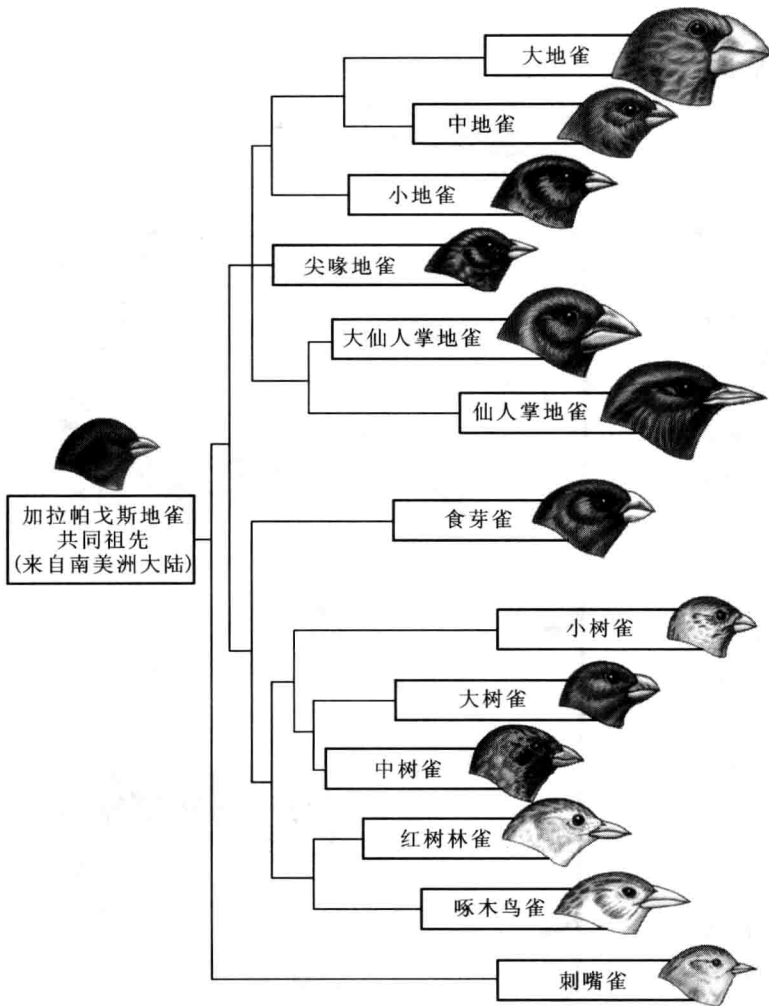 大地雀
中地雀
小地雀
尖喙地雀
大仙人掌地雀
仙人掌地雀
加拉帕戈斯地雀
共同祖先
(来自南美洲大陆)
食芽雀
小树雀
大树雀
中树雀
红树林雀
啄木鸟雀
刺嘴雀